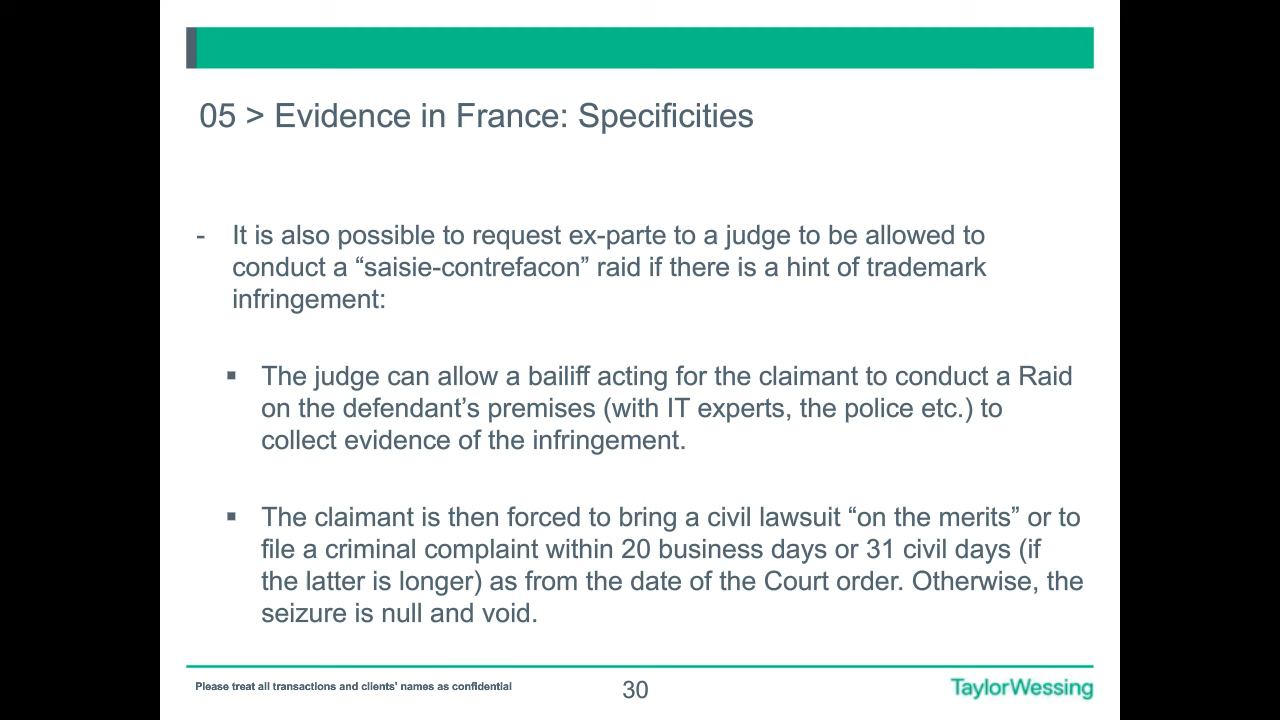 05 > Evidence in France: Specificities
- It is also possible to request ex-parte to a judge to be allowed to
conduct a “saisie-contrefacon” raid if there is a hint of trademark
infringement:
▪ The judge can allow a bailiff acting for the claimant to conduct a Raid
on the defendant’s premises (with IT experts, the police etc.) to
collect evidence of the infringement.
▪ The claimant is then forced to bring a civil lawsuit “on the merits” or to
file a criminal complaint within 20 business days or 31 civil days (if
the latter is longer) as from the date of the Court order. Otherwise, the
seizure is null and void.
Please treat all transactions and clients' names as confidential
30
TaylorWessing